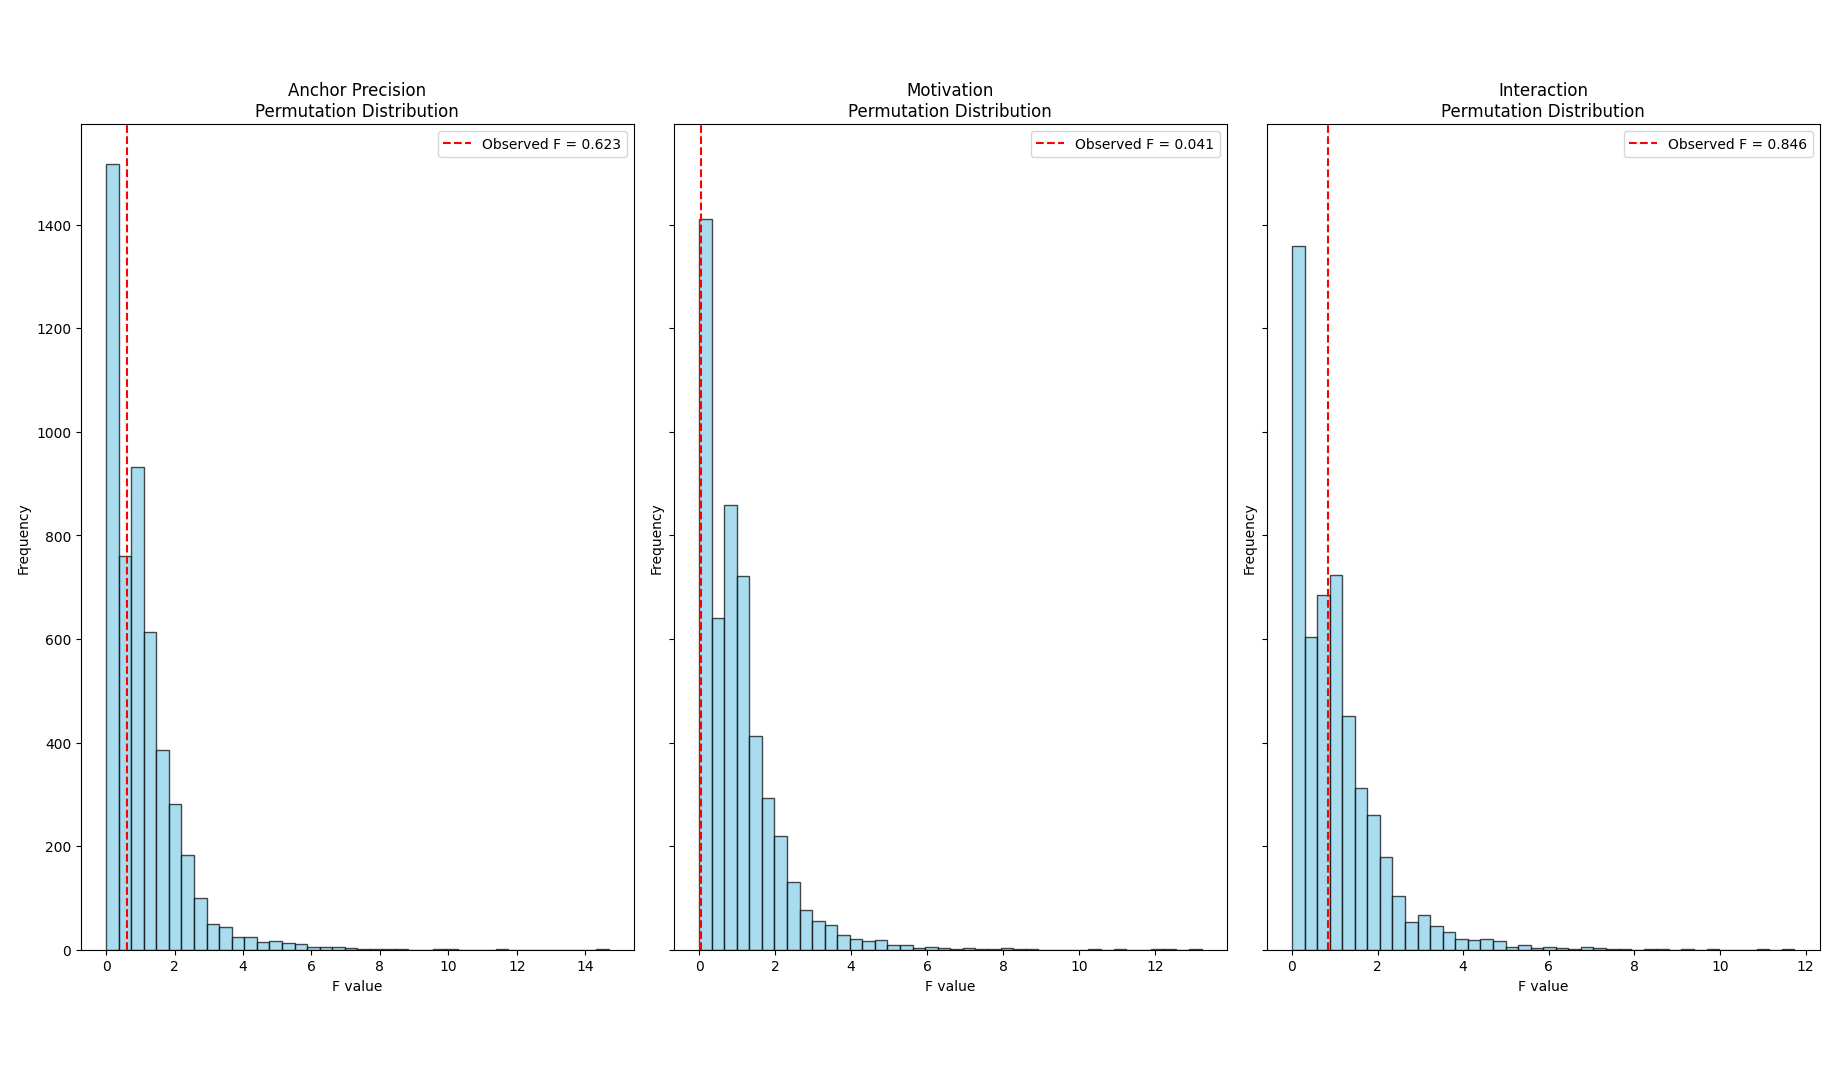 Anchor Precision
Permutation Distribution
Observed F = 0.623
1400
1200
1000
800
600
400
200
0
Frequency
0 2 4 6 8 10 12 14
F value
Motivation
Permutation Distribution
Observed F = 0.041
Frequency
0 2 4 6 8 10 12
F value
Interaction
Permutation Distribution
Observed F = 0.846
Frequency
0 2 4 6 8 10 12
F value